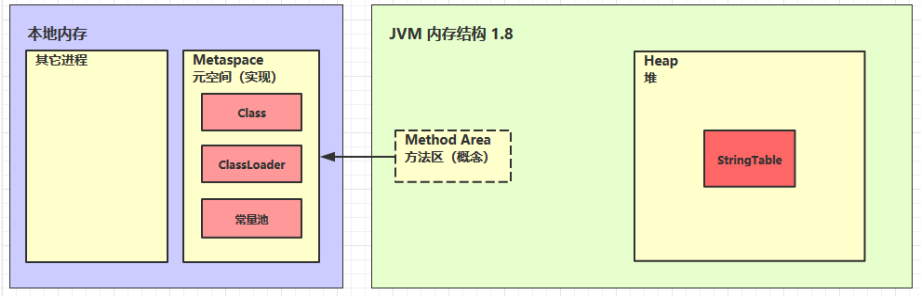 本地内存
其它进程
Metaspace
元空间（实现）
Class
ClassLoader
常量池
JVM 内存结构 1.8
Method Area
方法区（概念）
Heap
堆
StringTable